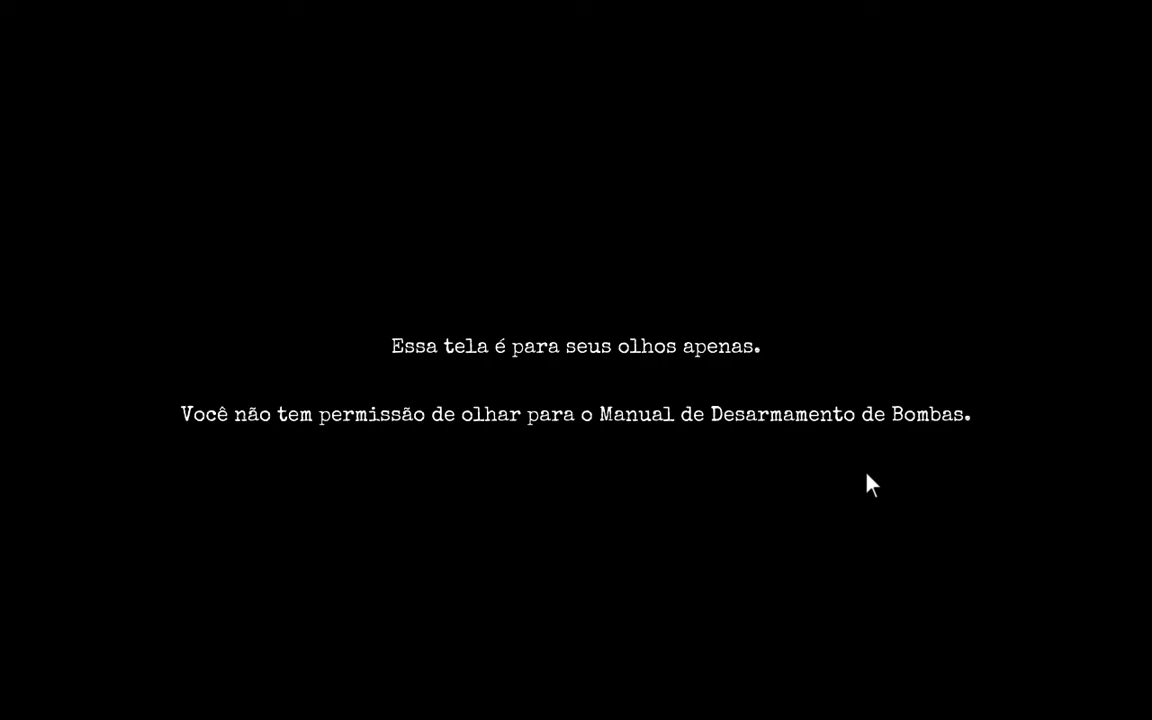 Essa tela é para seus olhos apenas.
Você não tem permissão de olhar para o Manual de Desarmamento de Bombas.